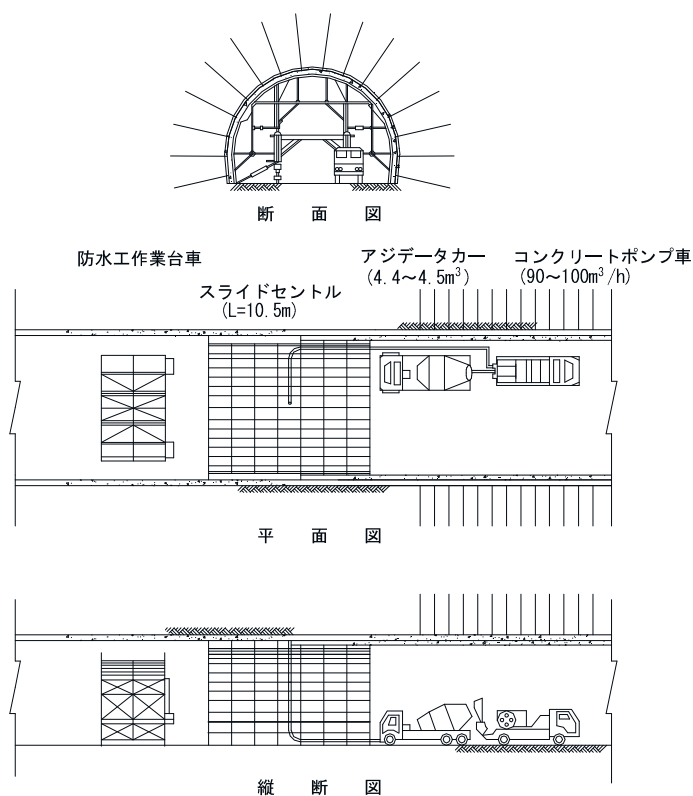 断面図
防水工作業台車
アジデータカー
(4.4～4.5m³)
コンクリートポンプ車
(90～100m³/h)
スライドセントル
(L=10.5m)
平面図
縦断図